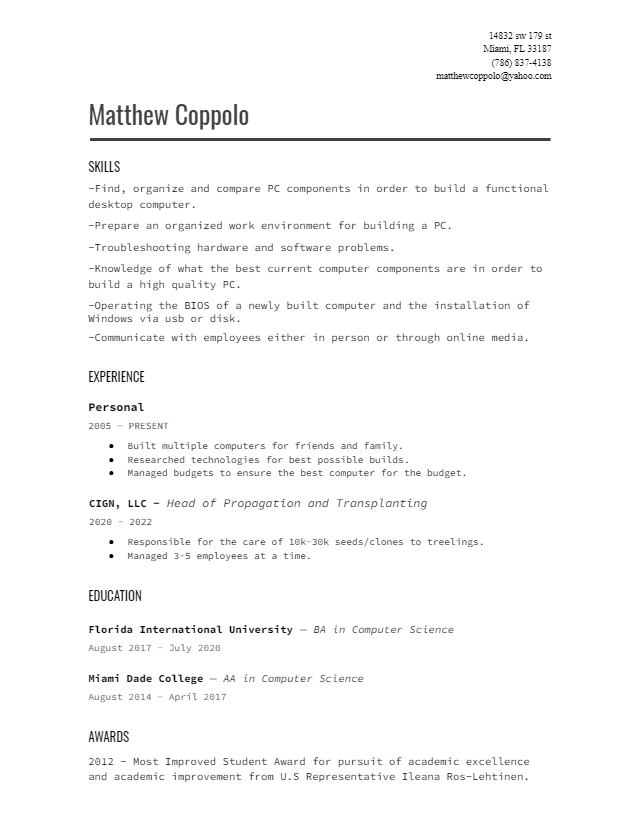 14832 sw 179 st
Miami, FL 33187
(786) 837-4138
matthewcoppolo@yahoo.com
Matthew Coppolo
SKILLS
-Find, organize and compare PC components in order to build a functional
desktop computer.
-Prepare an organized work environment for building a PC.
-Troubleshooting hardware and software problems.
-Knowledge of what the best current computer components are in order to
build a high quality PC.
-Operating the BIOS of a newly built computer and the installation of
Windows via usb or disk.
-Communicate with employees either in person or through online media.
EXPERIENCE
Personal
2005 - PRESENT
● Built multiple computers for friends and family.
● Researched technologies for best possible builds.
● Managed budgets to ensure the best computer for the budget.
CIGN, LLC - Head of Propagation and Transplanting
2020 - 2022
● Responsible for the care of 10k-30k seeds/clones to treelings.
● Managed 3-5 employees at a time.
EDUCATION
Florida International University — BA in Computer Science
August 2017 - July 2020
Miami Dade College — AA in Computer Science
August 2014 - April 2017
AWARDS
2012 - Most Improved Student Award for pursuit of academic excellence
and academic improvement from U.S Representative Ileana Ros-Lehtinen.